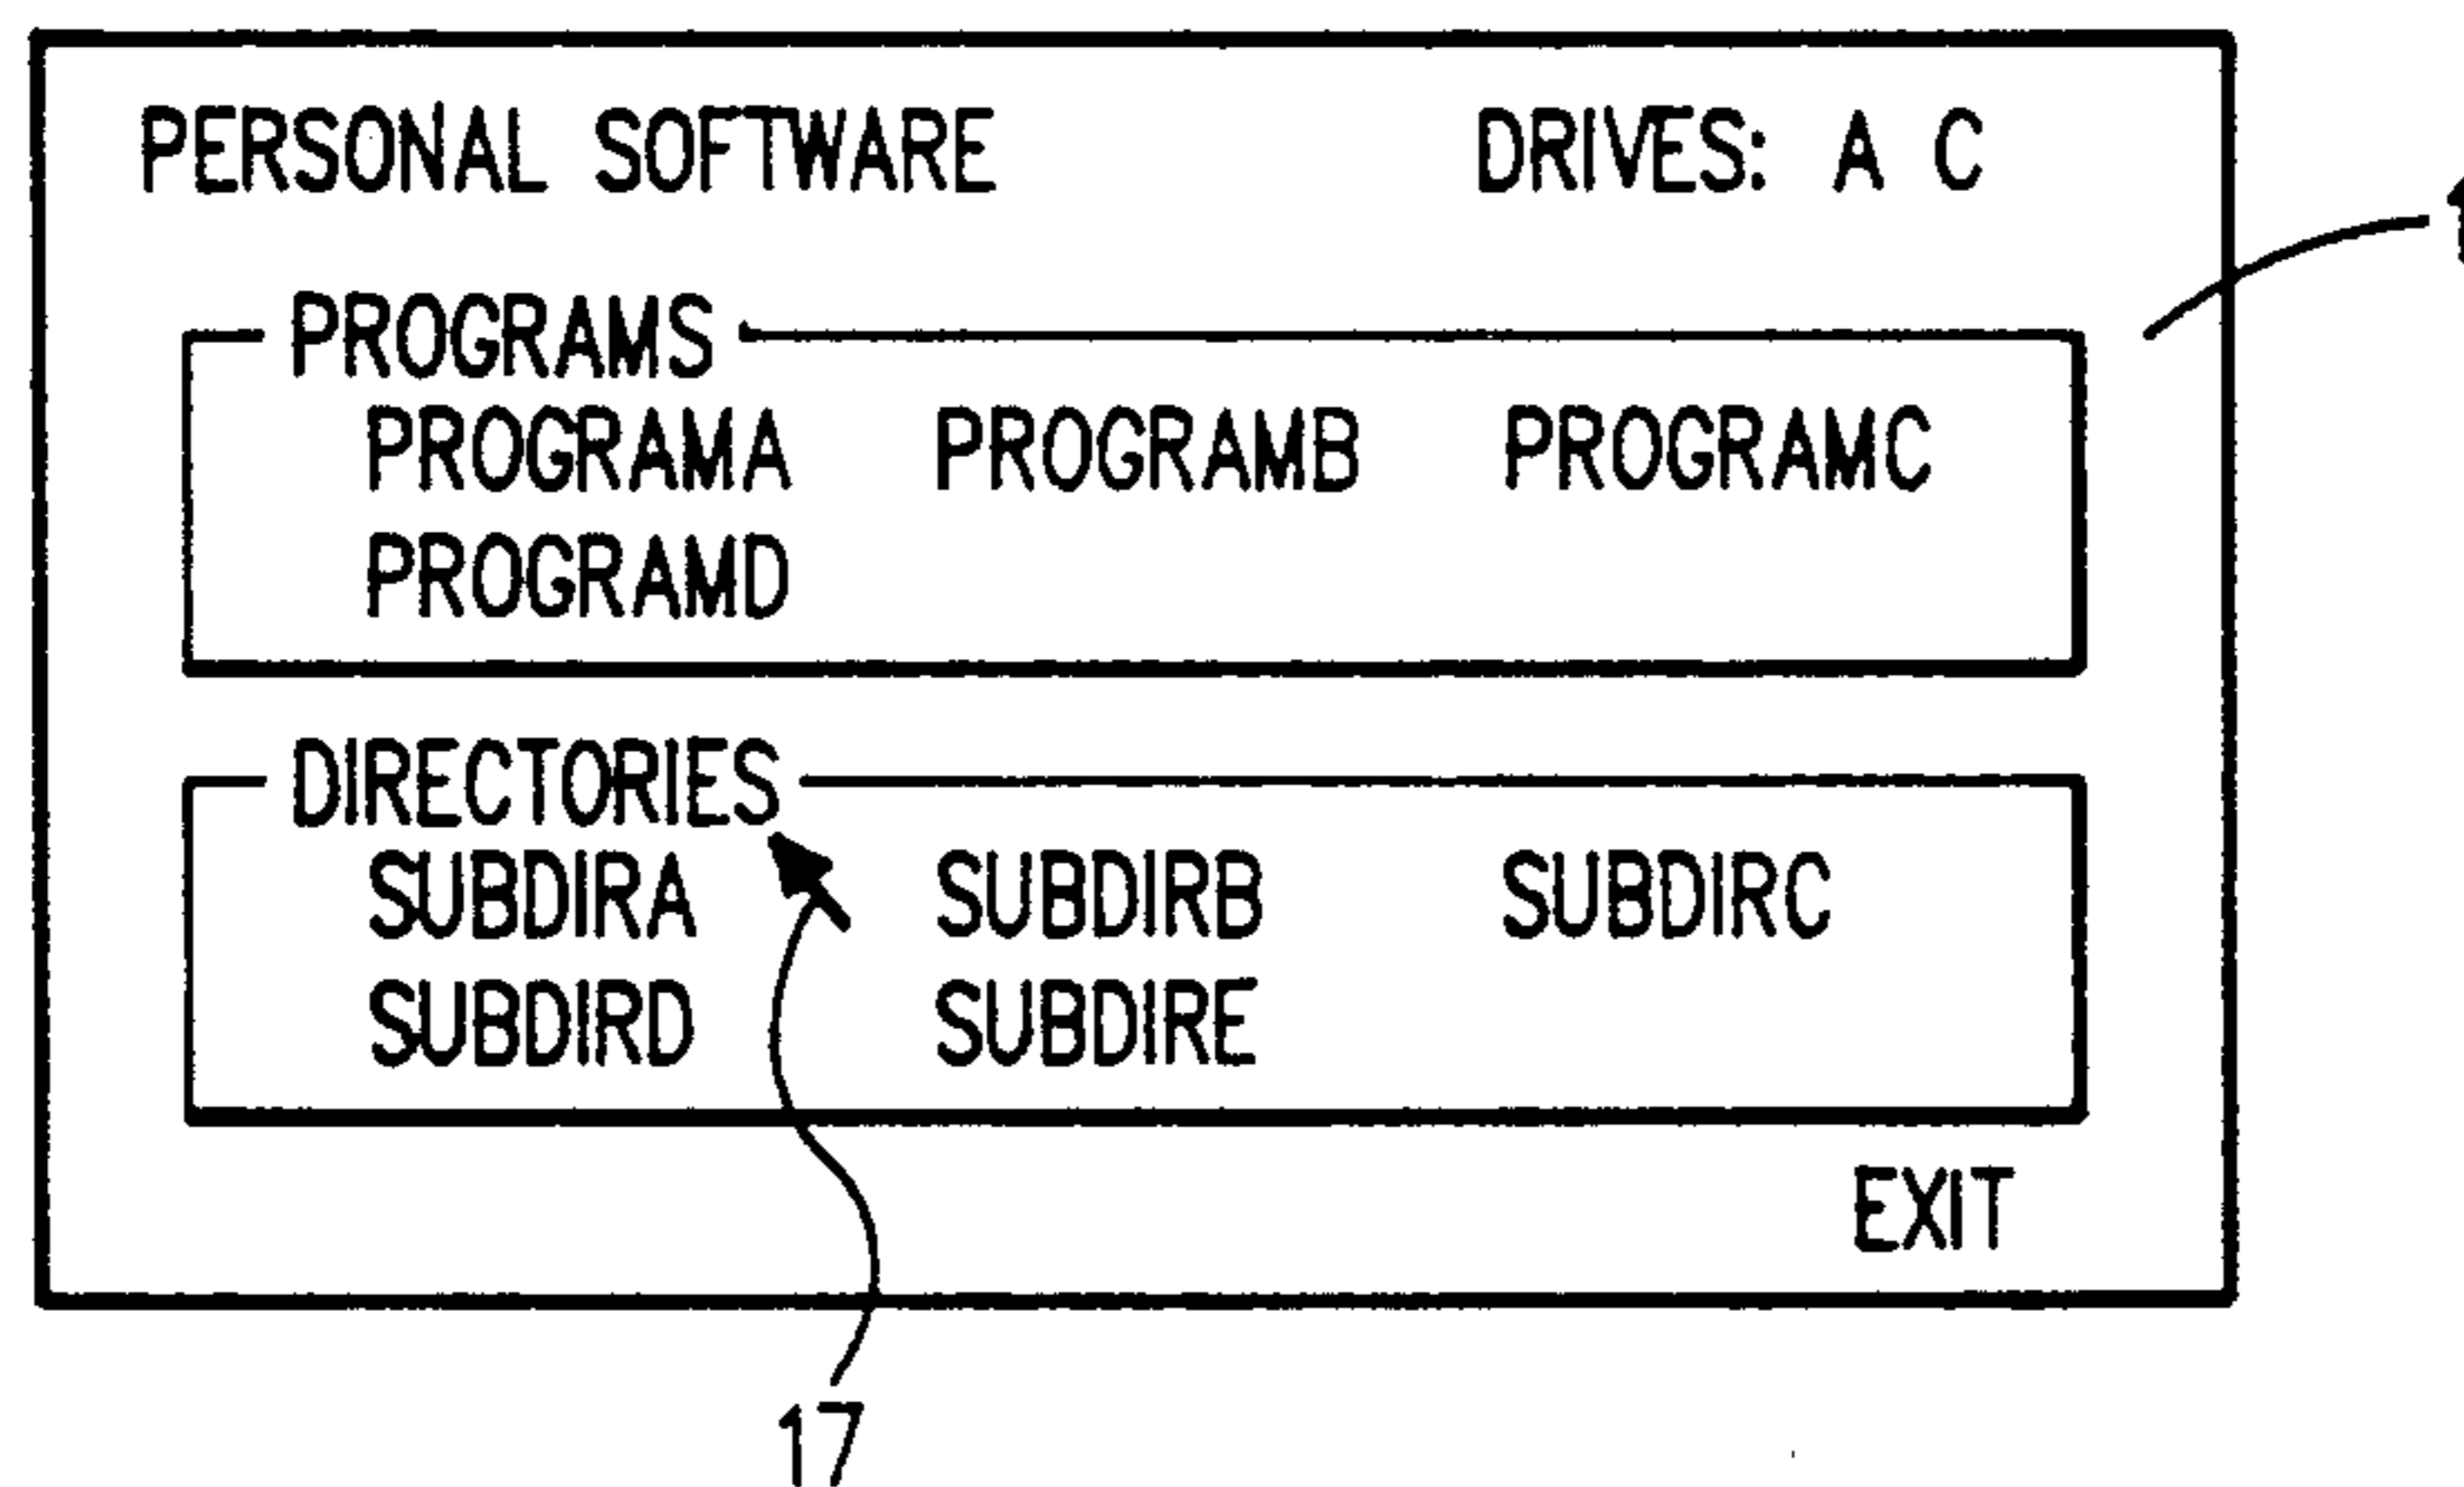 PERSONAL SOFTWARE DRIVES: A C
PROGRAMS
PROGRAMA PROGRAMB PROGRAMC
PROGRAMD
DIRECTORIES
SUBDIRA SUBDIRB SUBDIRC
SUBDIRD SUBDIRE
EXIT
17